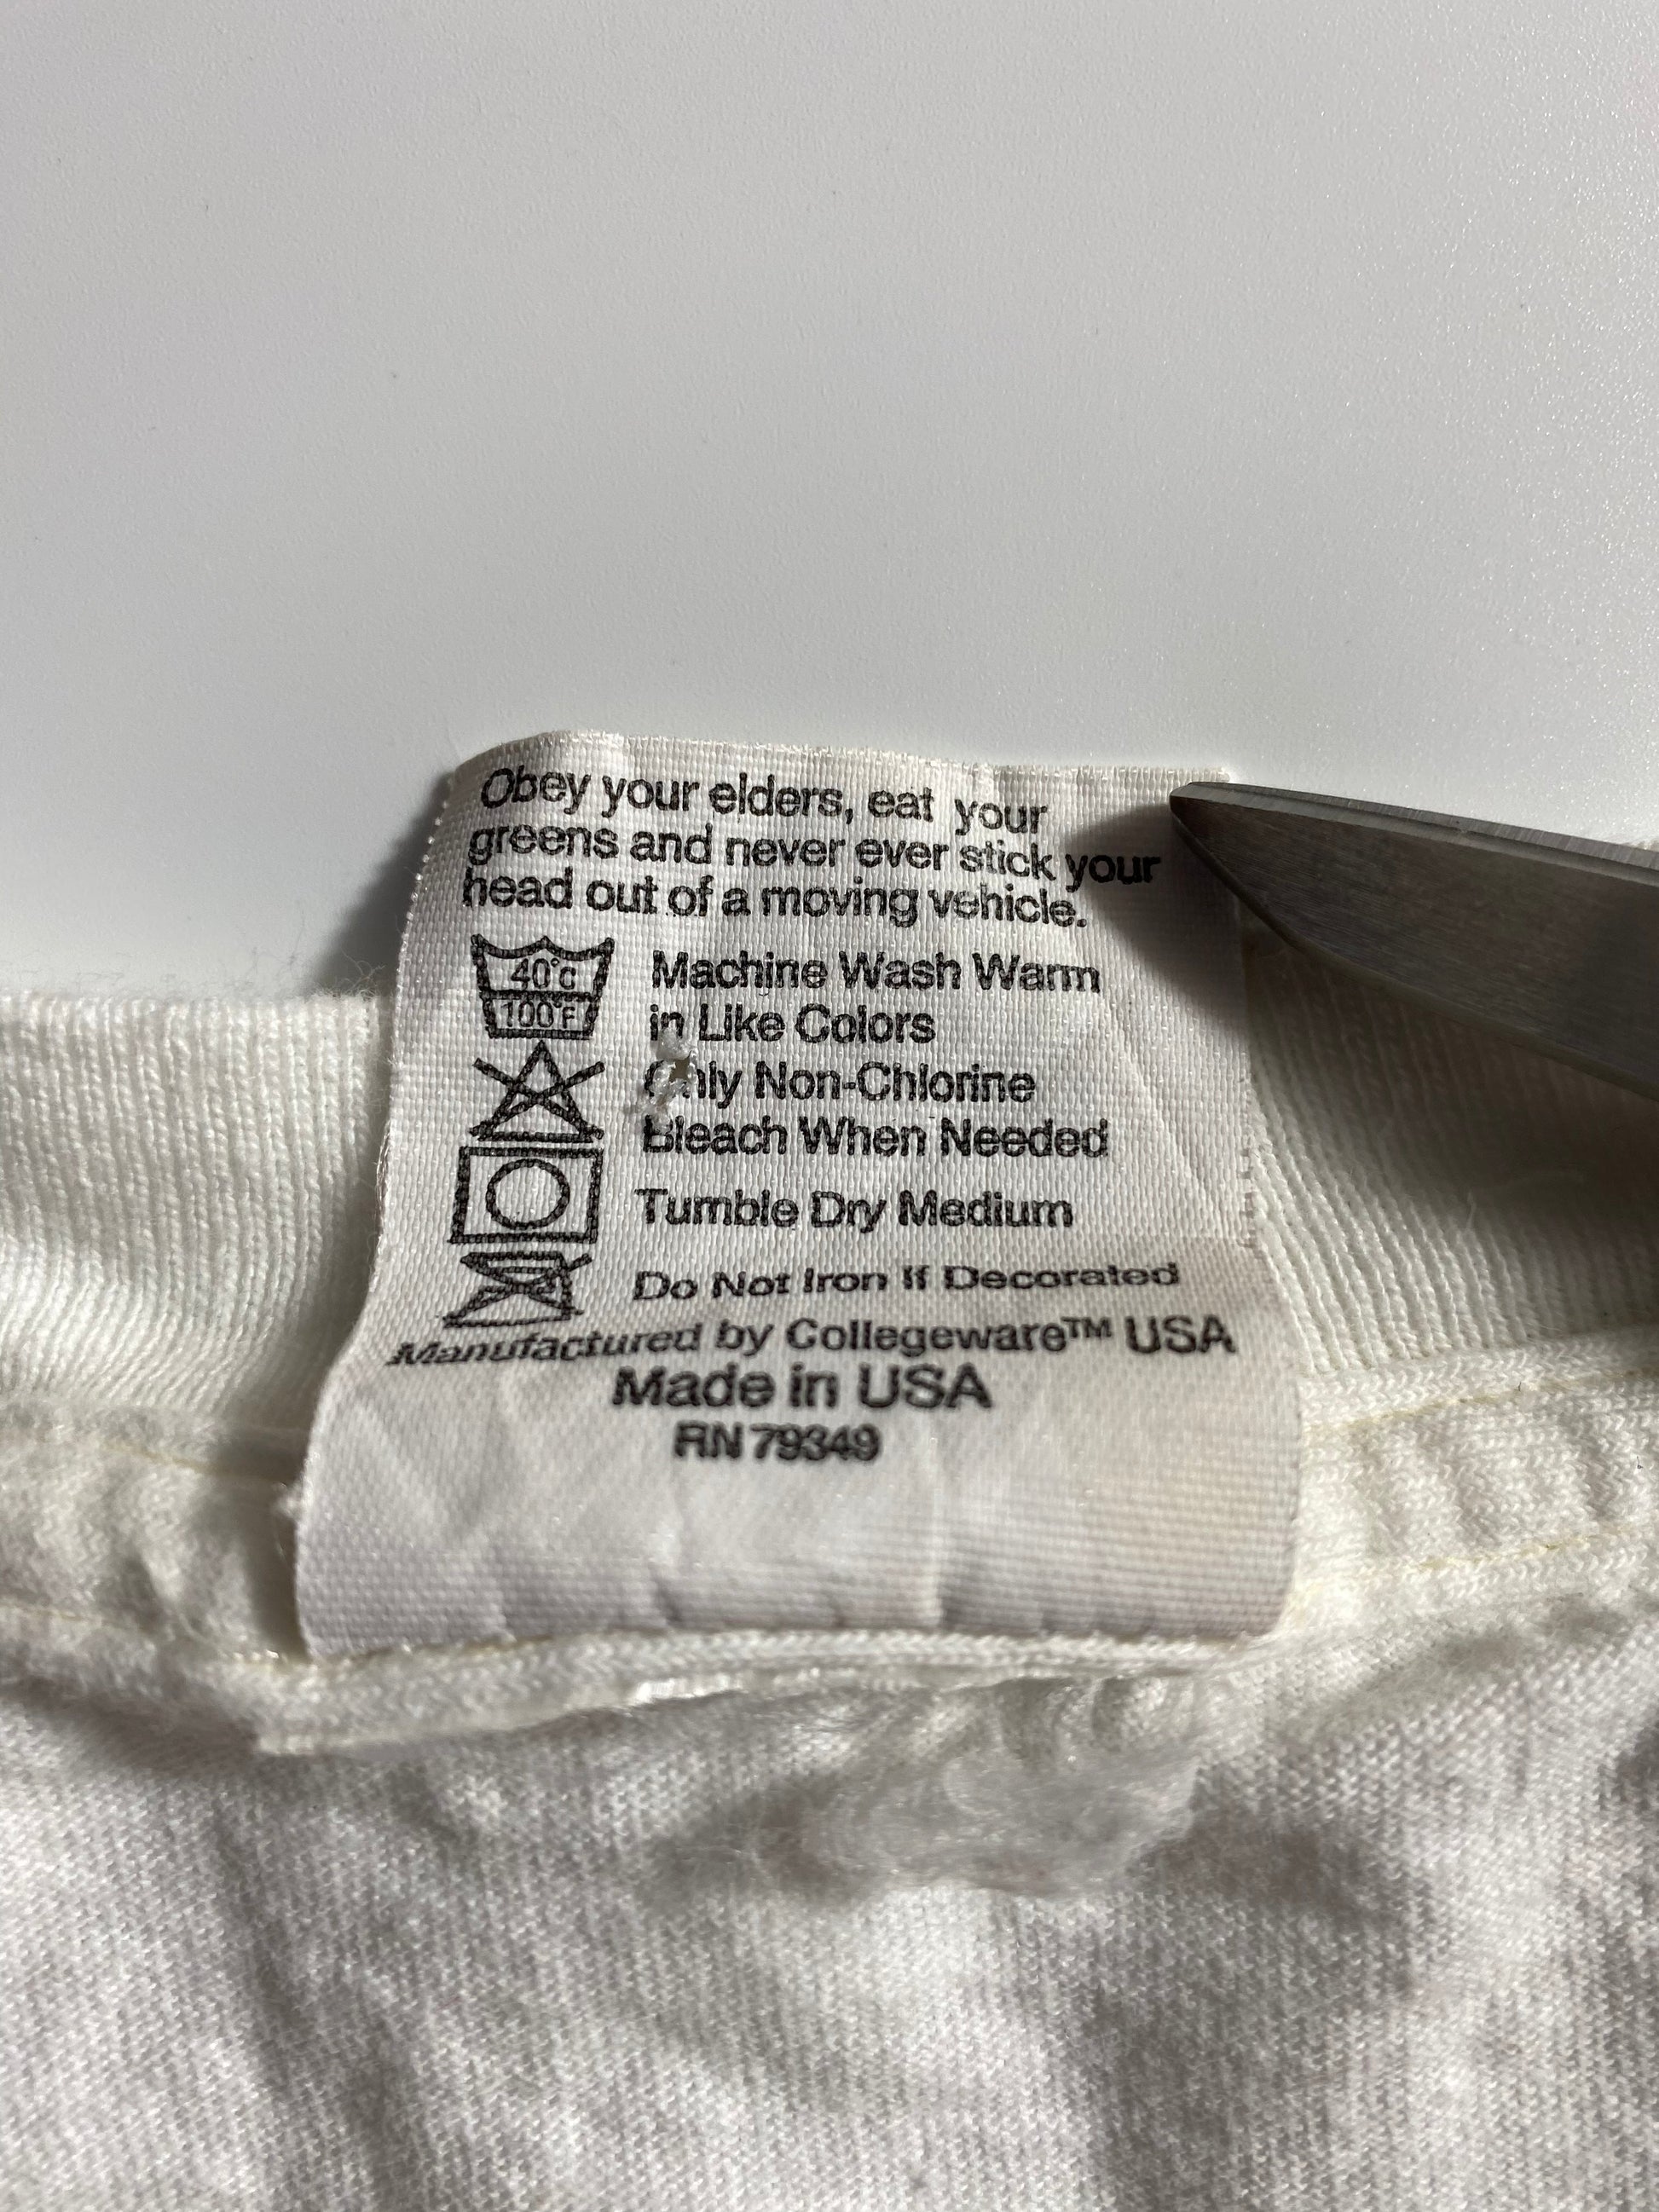 Obey your elders, eat your
greens and never ever stick your
head out of a moving vehicle.
40°C
100°F
Machine Wash Warm
in Like Colors
Only Non-Chlorine
Bleach When Needed
Tumble Dry Medium
Do Not Iron If Decorated
Manufactured by Collegeware™ USA
Made in USA
RN 79349